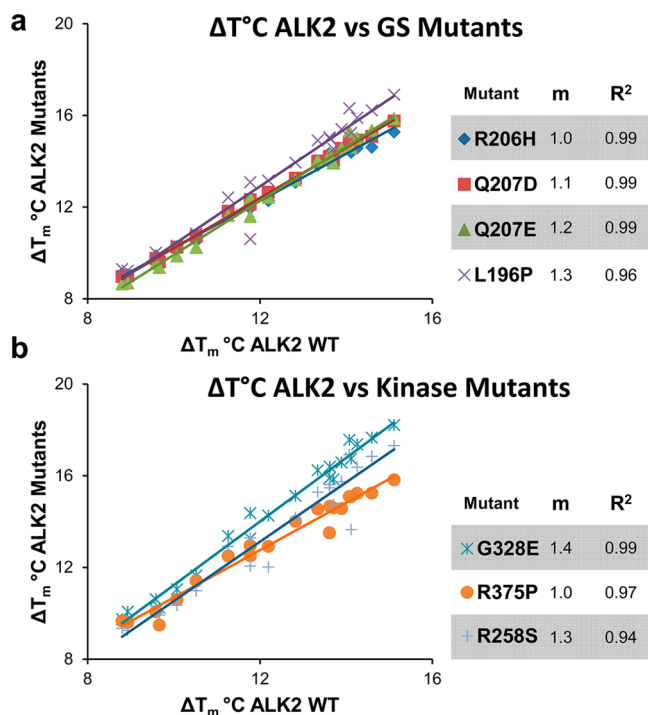 a
ΔT°C ALK2 vs GS Mutants
20
16
12
8
ΔTm °C ALK2 Mutants
8 12 16
ΔTm °C ALK2 WT
Mutant m R²
R206H 1.0 0.99
Q207D 1.1 0.99
Q207E 1.2 0.99
L196P 1.3 0.96
b
ΔT°C ALK2 vs Kinase Mutants
20
16
12
8
ΔTm °C ALK2 Mutants
8 12 16
ΔTm °C ALK2 WT
Mutant m R²
G328E 1.4 0.99
R375P 1.0 0.97
R258S 1.3 0.94